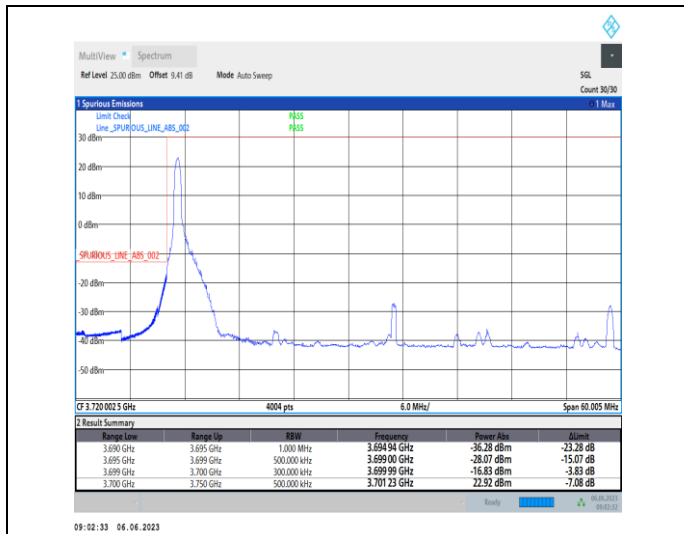 MultiView Spectrum
Ref Level 25.00 dBm Offset 9.41 dB Mode Auto Sweep SGL
Count 30/30
1 Spurious Emissions 1 Max
Limit Check PASS
Line _SPURIOUS_LINE_ABS_002 PASS
30 dBm
20 dBm
10 dBm
0 dBm
_SPURIOUS_LINE_ABS_002
-20 dBm
-30 dBm
-40 dBm
-50 dBm
CF 3.720 002 5 GHz 4004 pts 6.0 MHz/ Span 60.005 MHz
2 Result Summary
Range Low Range Up RBW Frequency Power Abs ΔLimit
3.690 GHz 3.695 GHz 1.000 MHz 3.694 94 GHz -36.28 dBm -23.28 dB
3.695 GHz 3.699 GHz 500.000 kHz 3.699 00 GHz -28.07 dBm -15.07 dB
3.699 GHz 3.700 GHz 300.000 kHz 3.699 99 GHz -16.83 dBm -3.83 dB
3.700 GHz 3.750 GHz 500.000 kHz 3.701 23 GHz 22.92 dBm -7.08 dB
Ready 06.06.2023
09:02:32
09:02:33 06.06.2023